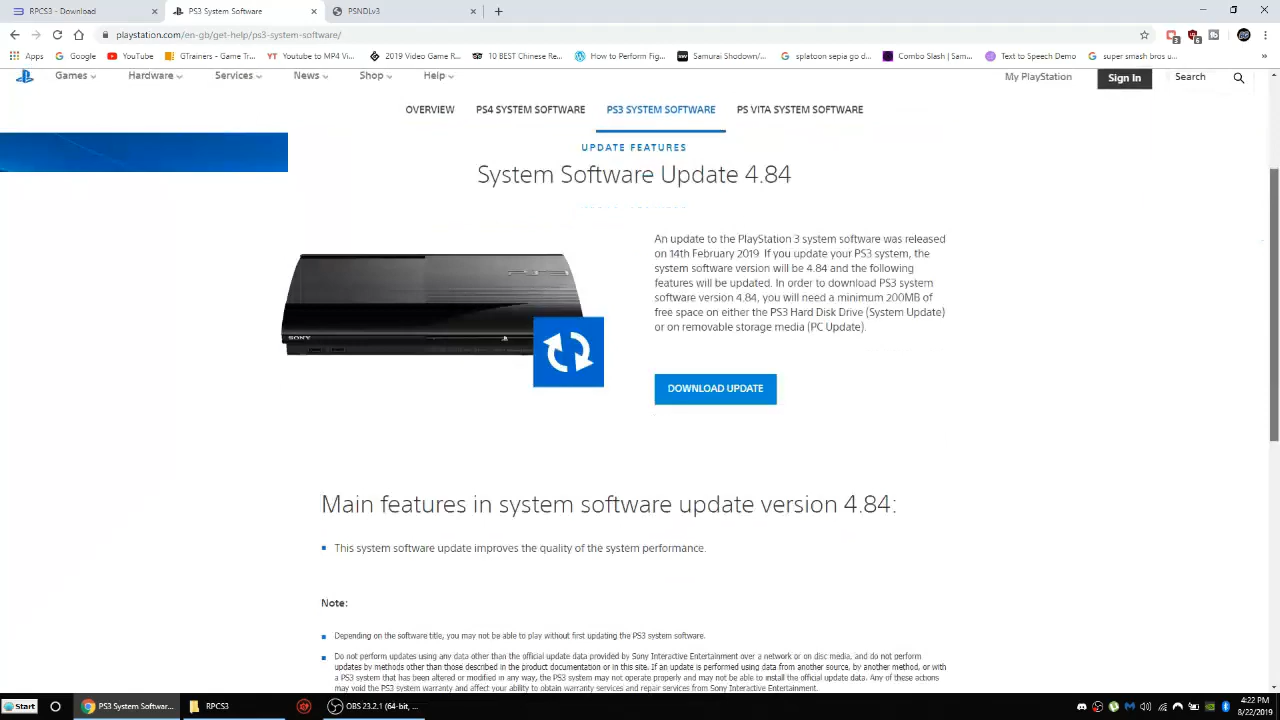 RPCS3 - Download
PS3 System Software
PSNDLv3
playstation.com/en-gb/get-help/ps3-system-software/
Apps
Google
YouTube
GTrainers - Game Tr...
Youtube to MP4 Vi...
2019 Video Game R...
10 BEST Chinese Re...
How to Perform Fig...
Samurai Shodown/...
splatoon sepia go d...
Combo Slash | Sam...
Text to Speech Demo
super smash bros u...
Games
Hardware
Services
News
Shop
Help
My PlayStation
Sign In
Search
OVERVIEW
PS4 SYSTEM SOFTWARE
PS3 SYSTEM SOFTWARE
PS VITA SYSTEM SOFTWARE
UPDATE FEATURES
System Software Update 4.84
An update to the PlayStation 3 system software was released
on 14th February 2019. If you update your PS3 system, the
system software version will be 4.84 and the following
features will be updated. In order to download PS3 system
software version 4.84, you will need a minimum 200MB of
free space on either the PS3 Hard Disk Drive (System Update)
or on removable storage media (PC Update).
SONY
DOWNLOAD UPDATE
Main features in system software update version 4.84:
This system software update improves the quality of the system performance.
Note:
Depending on the software title, you may not be able to play without first updating the PS3 system software.
Do not perform updates using any data other than the official update data provided by Sony Interactive Entertainment over a network or on disc media, and do not perform
updates by methods other than those described in the product documentation or in this site. If an update is performed using data from another source, by another method, or with
a PS3 system that has been altered or modified in any way, the PS3 system may not operate properly and may not be able to install the official update data. Any of these actions
may void the PS3 system warranty and affect your ability to obtain warranty services and repair services from Sony Interactive Entertainment.
Start
PS3 System Softwar...
RPCS3
OBS 23.2.1 (64-bit, ...
4:22 PM
8/22/2019